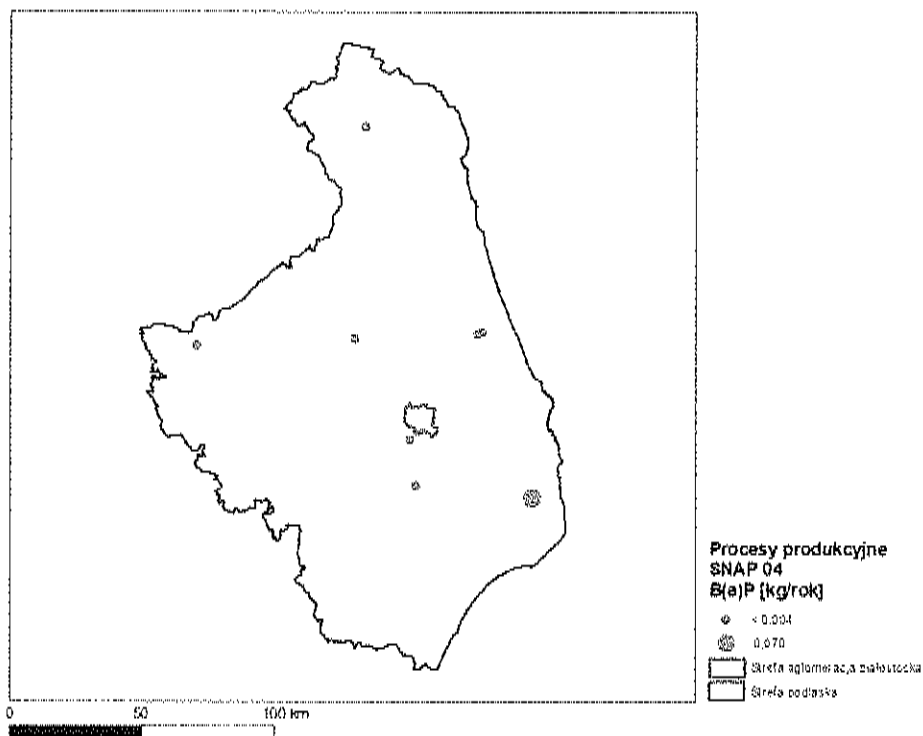 Procesy produkcyjne
SNAP 04
B(a)P [kg/rok]
< 0,004
0,070
Strefa aglomeracja białostocka
Strefa podlaska
0 50 100 km